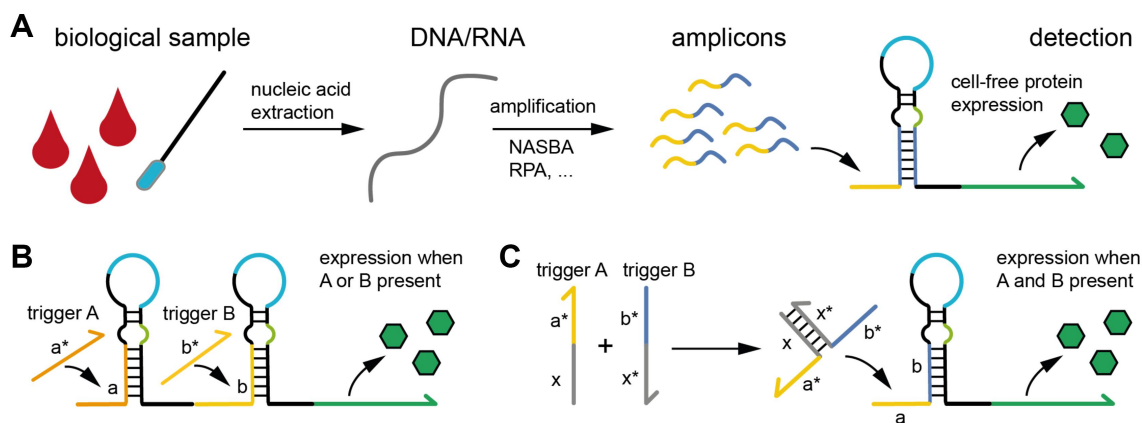 A
biological sample
nucleic acid
extraction
DNA/RNA
amplification
NASBA
RPA, ...
amplicons
detection
cell-free protein
expression
B
trigger A
a*
a
trigger B
b*
b
expression when
A or B present
C
trigger A
trigger B
a*
b*
+
x
x*
x*
x
b*
a*
b
a
expression when
A and B present